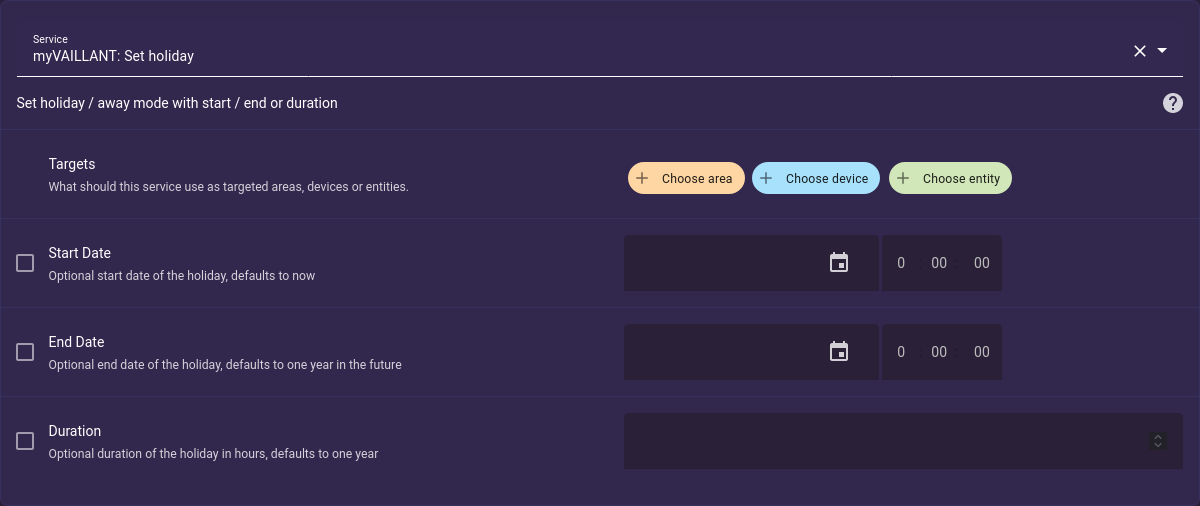 Service
myVAILLANT: Set holiday
Set holiday / away mode with start / end or duration
Targets
What should this service use as targeted areas, devices or entities.
Choose area
Choose device
Choose entity
Start Date
Optional start date of the holiday, defaults to now
0 : 00 : 00
End Date
Optional end date of the holiday, defaults to one year in the future
0 : 00 : 00
Duration
Optional duration of the holiday in hours, defaults to one year